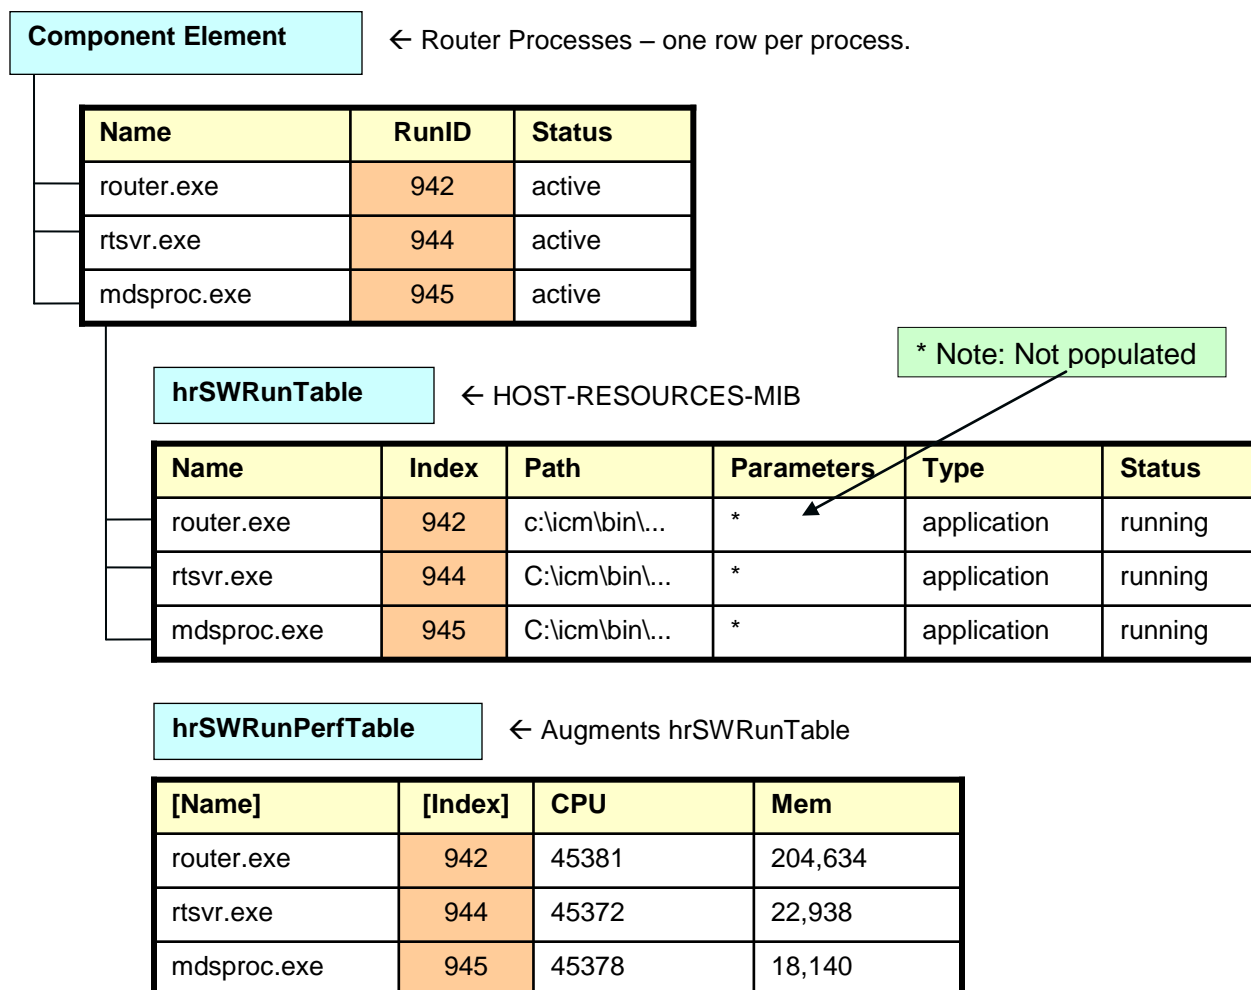 Component Element
← Router Processes – one row per process.
Name RunID Status
router.exe 942 active
rtsvr.exe 944 active
mdsproc.exe 945 active
* Note: Not populated
hrSWRunTable
← HOST-RESOURCES-MIB
Name Index Path Parameters Type Status
router.exe 942 c:\icm\bin\... * application running
rtsvr.exe 944 C:\icm\bin\... * application running
mdsproc.exe 945 C:\icm\bin\... * application running
hrSWRunPerfTable
← Augments hrSWRunTable
[Name] [Index] CPU Mem
router.exe 942 45381 204,634
rtsvr.exe 944 45372 22,938
mdsproc.exe 945 45378 18,140